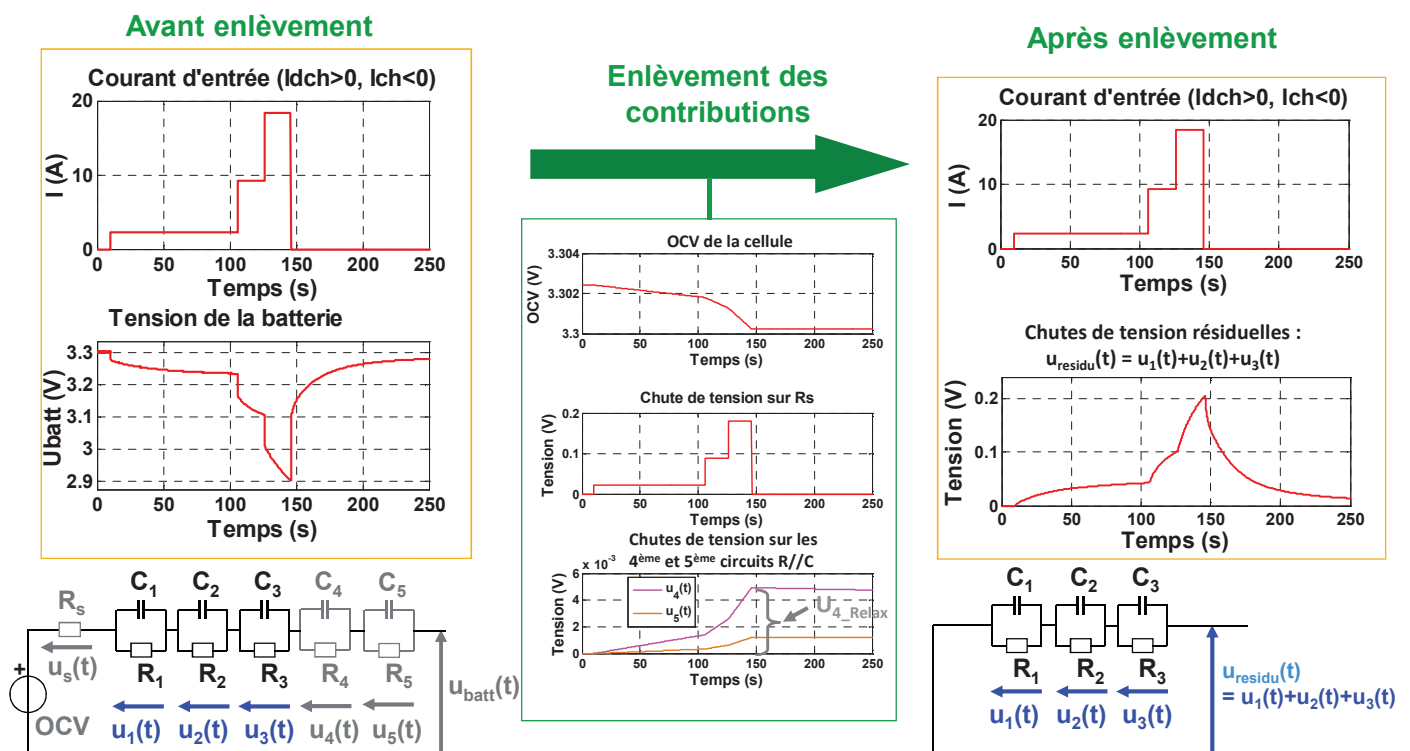 Avant enlèvement
Courant d'entrée (Idch>0, Ich<0)
20
10
0
I (A)
0 50 100 150 200 250
Temps (s)
Tension de la batterie
3.3
3.2
3.1
3
2.9
Ubatt (V)
0 50 100 150 200 250
Temps (s)
C1 C2 C3 C4 C5
Rs
+
us(t)
R1 R2 R3 R4 R5
OCV
u1(t) u2(t) u3(t) u4(t) u5(t)
ubatt(t)
Enlèvement des
contributions
OCV de la cellule
3.304
3.302
3.3
OCV (V)
0 50 100 150 200 250
Temps (s)
Chute de tension sur Rs
0.2
0.1
0
Tension (V)
0 50 100 150 200 250
Temps (s)
Chutes de tension sur les
4ème et 5ème circuits R//C
x 10-3
6
4
2
0
Tension (V)
u4(t)
u5(t)
U4_Relax
0 50 100 150 200 250
Temps (s)
Après enlèvement
Courant d'entrée (Idch>0, Ich<0)
20
10
0
I (A)
0 50 100 150 200 250
Temps (s)
Chutes de tension résiduelles :
uresidu(t) = u1(t)+u2(t)+u3(t)
0.2
0.1
0
Tension (V)
0 50 100 150 200 250
Temps (s)
C1 C2 C3
R1 R2 R3
u1(t) u2(t) u3(t)
uresidu(t)
= u1(t)+u2(t)+u3(t)